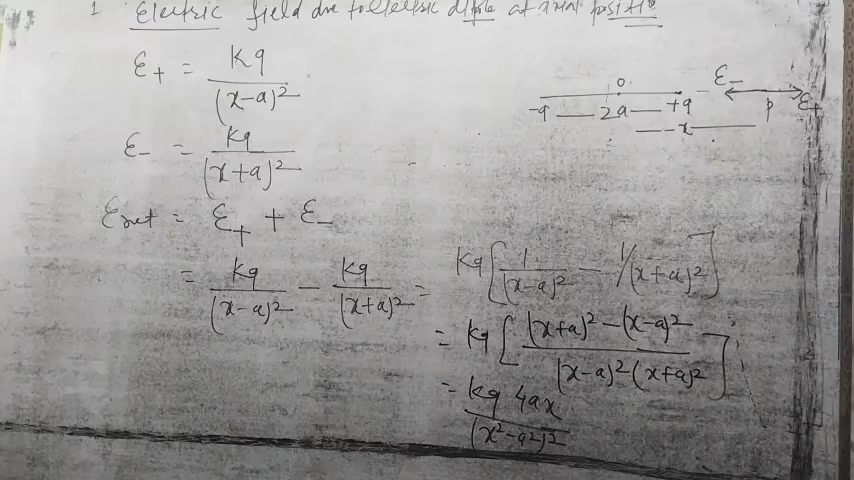 1 Electric field due to electric dipole at axial positio
E+ = Kq / (x-a)²
E- = Kq / (x+a)²
Enet = E+ + E-
= Kq / (x-a)² - Kq / (x+a)² = Kq [ 1 / (x-a)² - 1/(x+a)² ]
= Kq [ (x+a)² - (x-a)² / (x-a)² (x+a)² ]
= Kq 4ax / (x²-a²)²
o
E-
-q 2a +q
p
E+
x